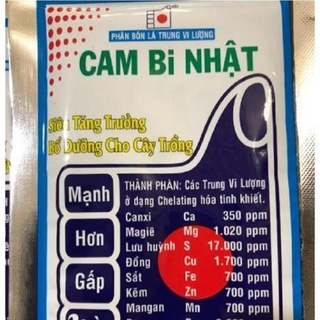 PHÂN BÓN LÁ TRUNG VI LƯỢNG
CAM Bi NHẬT
Siêu Tăng Trưởng
Bổ Dưỡng Cho Cây Trồng
Mạnh
Hơn
Gấp
THÀNH PHẦN: Các Trung Vi Lượng
ở dạng Chelating hóa tinh khiết.
Canxi Ca 350 ppm
Magiê Mg 1.020 ppm
Lưu huỳnh S 17.000 ppm
Đồng Cu 1.700 ppm
Sắt Fe 700 ppm
Kẽm Zn 700 ppm
Mangan Mn 700 ppm